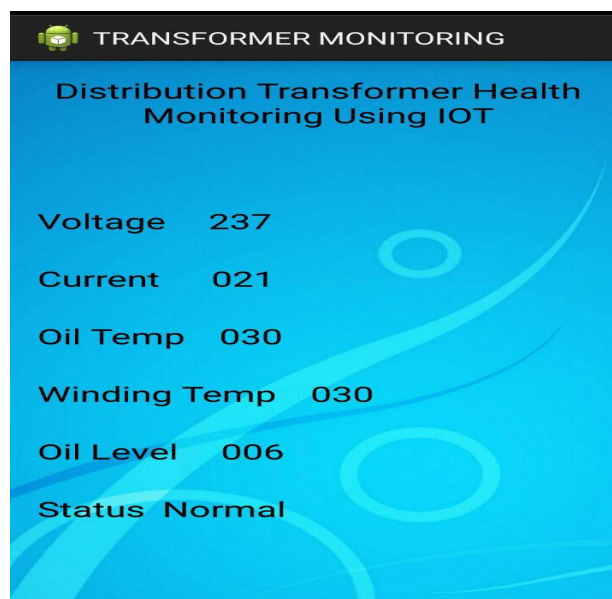 TRANSFORMER MONITORING
Distribution Transformer Health
Monitoring Using IOT
Voltage 237
Current 021
Oil Temp 030
Winding Temp 030
Oil Level 006
Status Normal